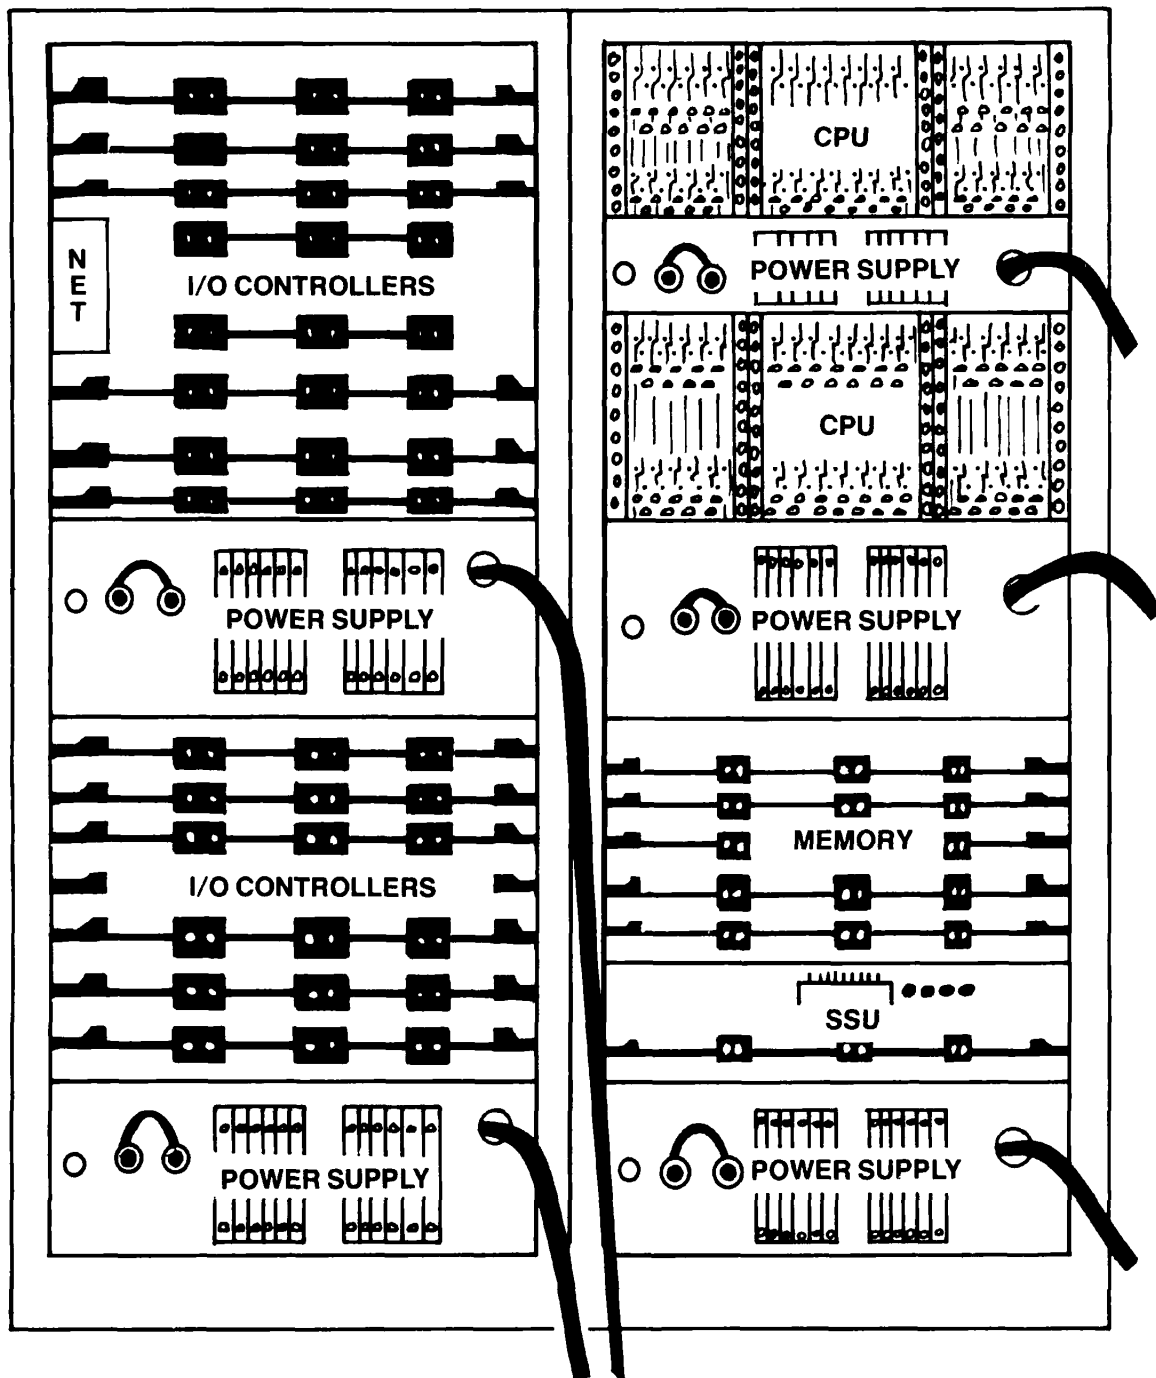 NET
I/O CONTROLLERS
POWER SUPPLY
I/O CONTROLLERS
POWER SUPPLY
CPU
POWER SUPPLY
CPU
POWER SUPPLY
MEMORY
SSU
POWER SUPPLY